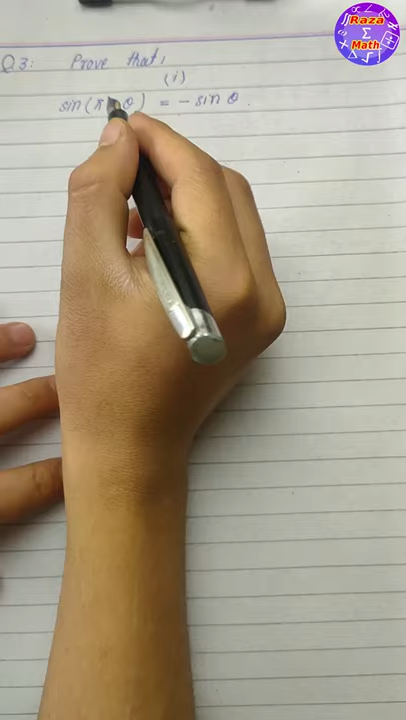 Raza
Σ
Math
Q3: Prove that,
(i)
sin(π θ) = - sin θ.